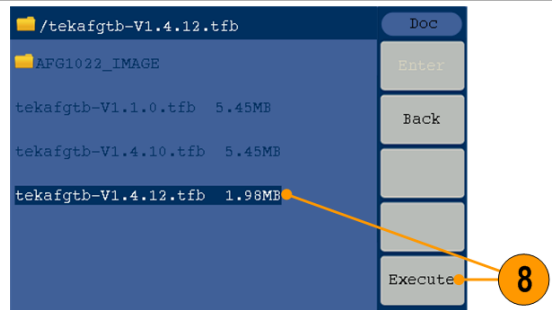 /tekafgtb-V1.4.12.tfb
Doc
AFG1022_IMAGE
Enter
tekafgtb-V1.1.0.tfb 5.45MB
Back
tekafgtb-V1.4.10.tfb 5.45MB
tekafgtb-V1.4.12.tfb 1.98MB
Execute
8